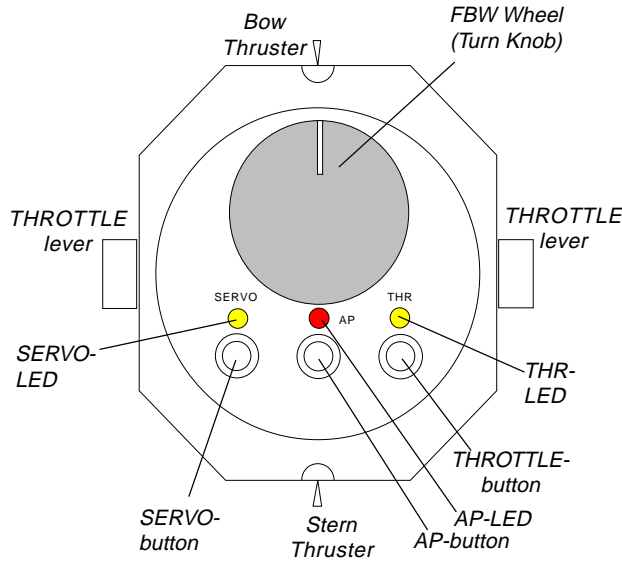 Bow
Thruster
FBW Wheel
(Turn Knob)
THROTTLE
lever
THROTTLE
lever
SERVO
AP
THR
SERVO-
LED
THR-
LED
SERVO-
button
Stern
Thruster
AP-LED
AP-button
THROTTLE-
button